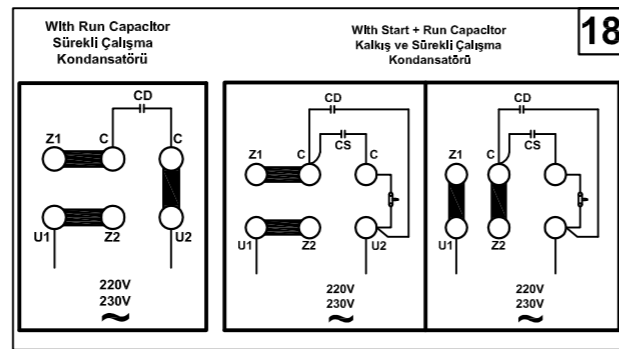 With Run Capacitor
Sürekli Çalışma
Kondansatörü
With Start + Run Capacitor
Kalkış ve Sürekli Çalışma
Kondansatörü
18
CD
Z1 C C
U1 Z2 U2
220V
230V
~
CD
CS
Z1 C C
U1 Z2 U2
220V
230V
~
CD
CS
Z1 C
U1 Z2
220V
230V
~